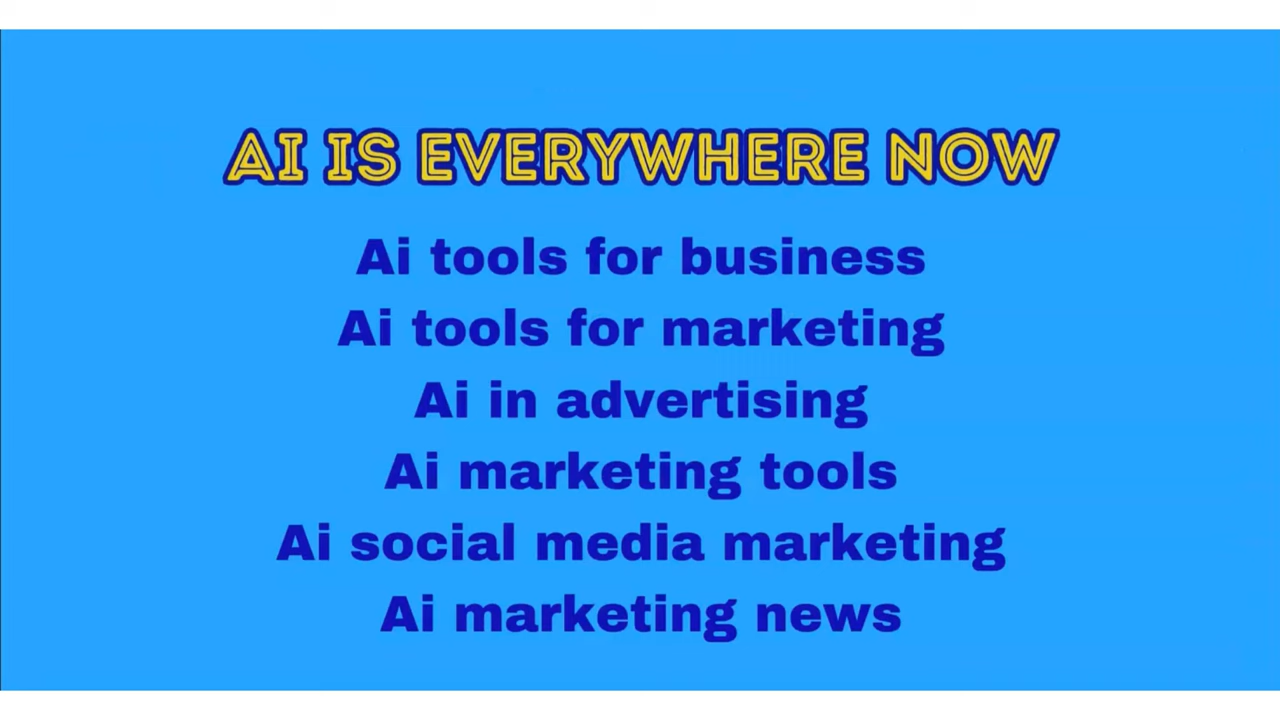 AI IS EVERYWHERE NOW
Ai tools for business
Ai tools for marketing
Ai in advertising
Ai marketing tools
Ai social media marketing
Ai marketing news